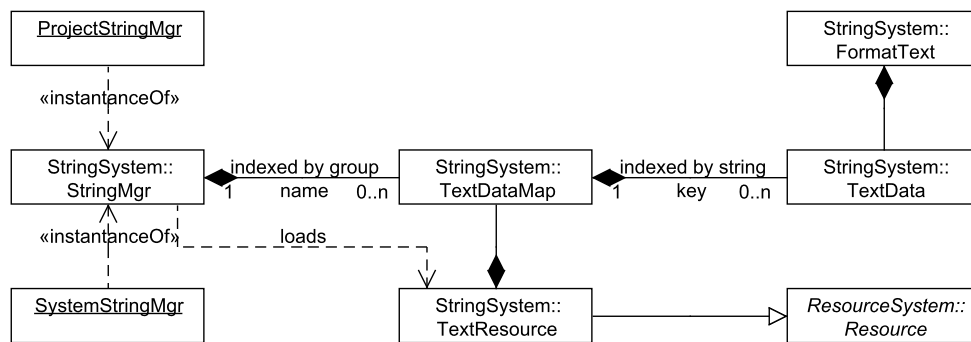 ProjectStringMgr
StringSystem::
FormatText
«instantanceOf»
StringSystem::
StringMgr
indexed by group
1 name 0..n
StringSystem::
TextDataMap
indexed by string
1 key 0..n
StringSystem::
TextData
«instantanceOf»
loads
SystemStringMgr
StringSystem::
TextResource
ResourceSystem::
Resource